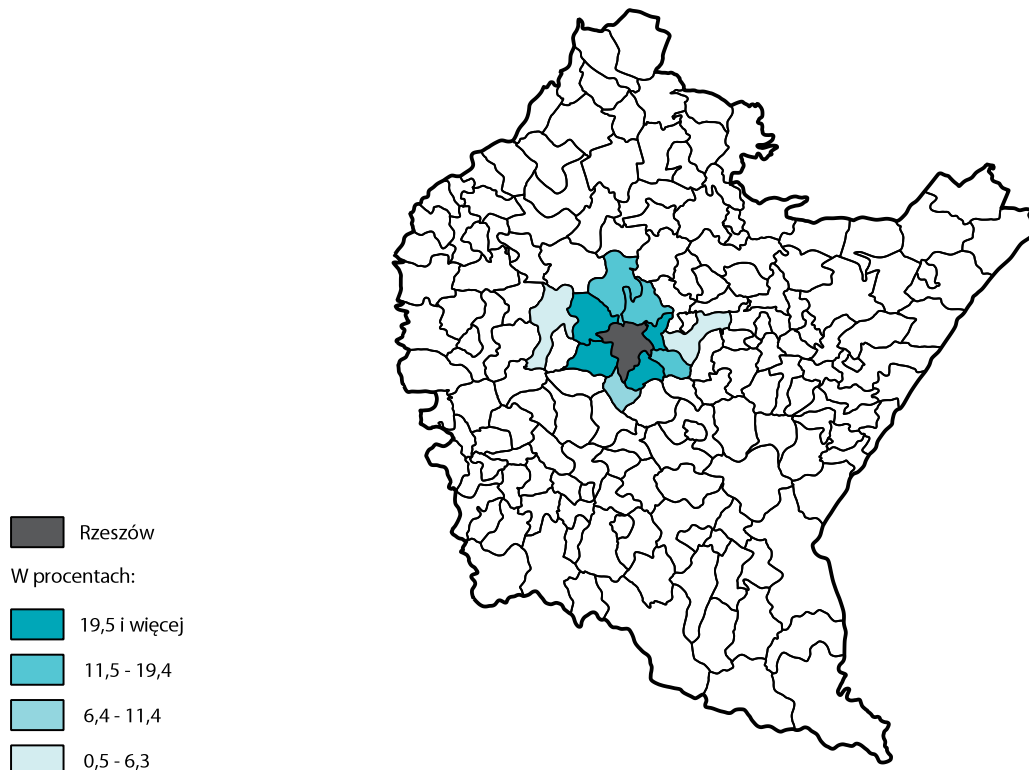 Rzeszów
W procentach:
19,5 i więcej
11,5 - 19,4
6,4 - 11,4
0,5 - 6,3